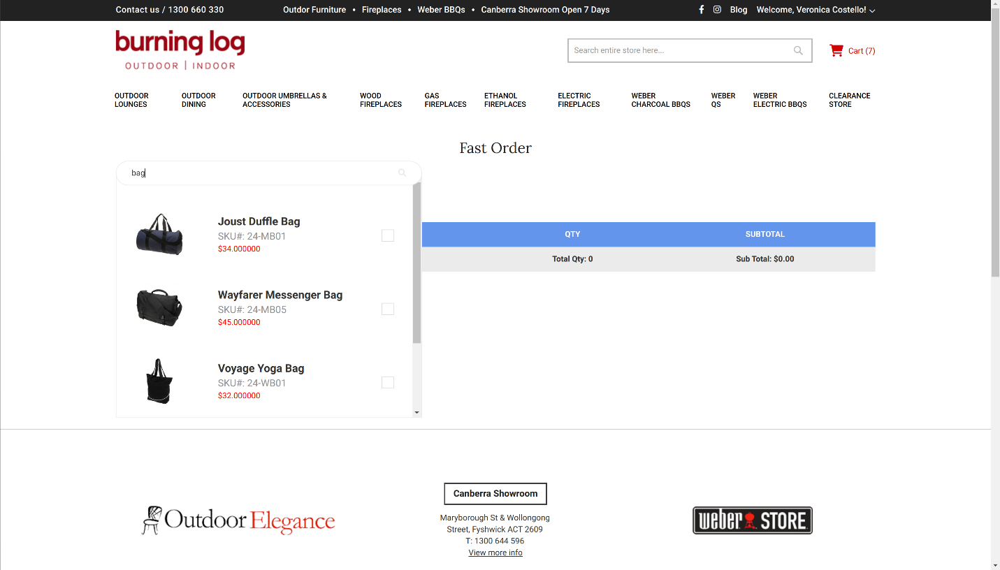 Contact us / 1300 660 330
Outdor Furniture • Fireplaces • Weber BBQs • Canberra Showroom Open 7 Days
Blog
Welcome, Veronica Costello!
burning log
OUTDOOR | INDOOR
Search entire store here...
Cart (7)
OUTDOOR
LOUNGES
OUTDOOR
DINING
OUTDOOR UMBRELLAS &
ACCESSORIES
WOOD
FIREPLACES
GAS
FIREPLACES
ETHANOL
FIREPLACES
ELECTRIC
FIREPLACES
WEBER
CHARCOAL BBQS
WEBER
QS
WEBER
ELECTRIC BBQS
CLEARANCE
STORE
Fast Order
bag
Joust Duffle Bag
SKU#: 24-MB01
$34.000000
Wayfarer Messenger Bag
SKU#: 24-MB05
$45.000000
Voyage Yoga Bag
SKU#: 24-WB01
$32.000000
QTY
SUBTOTAL
Total Qty: 0
Sub Total: $0.00
Outdoor Elegance
Canberra Showroom
Maryborough St & Wollongong
Street, Fyshwick ACT 2609
T: 1300 644 596
View more info
weber STORE